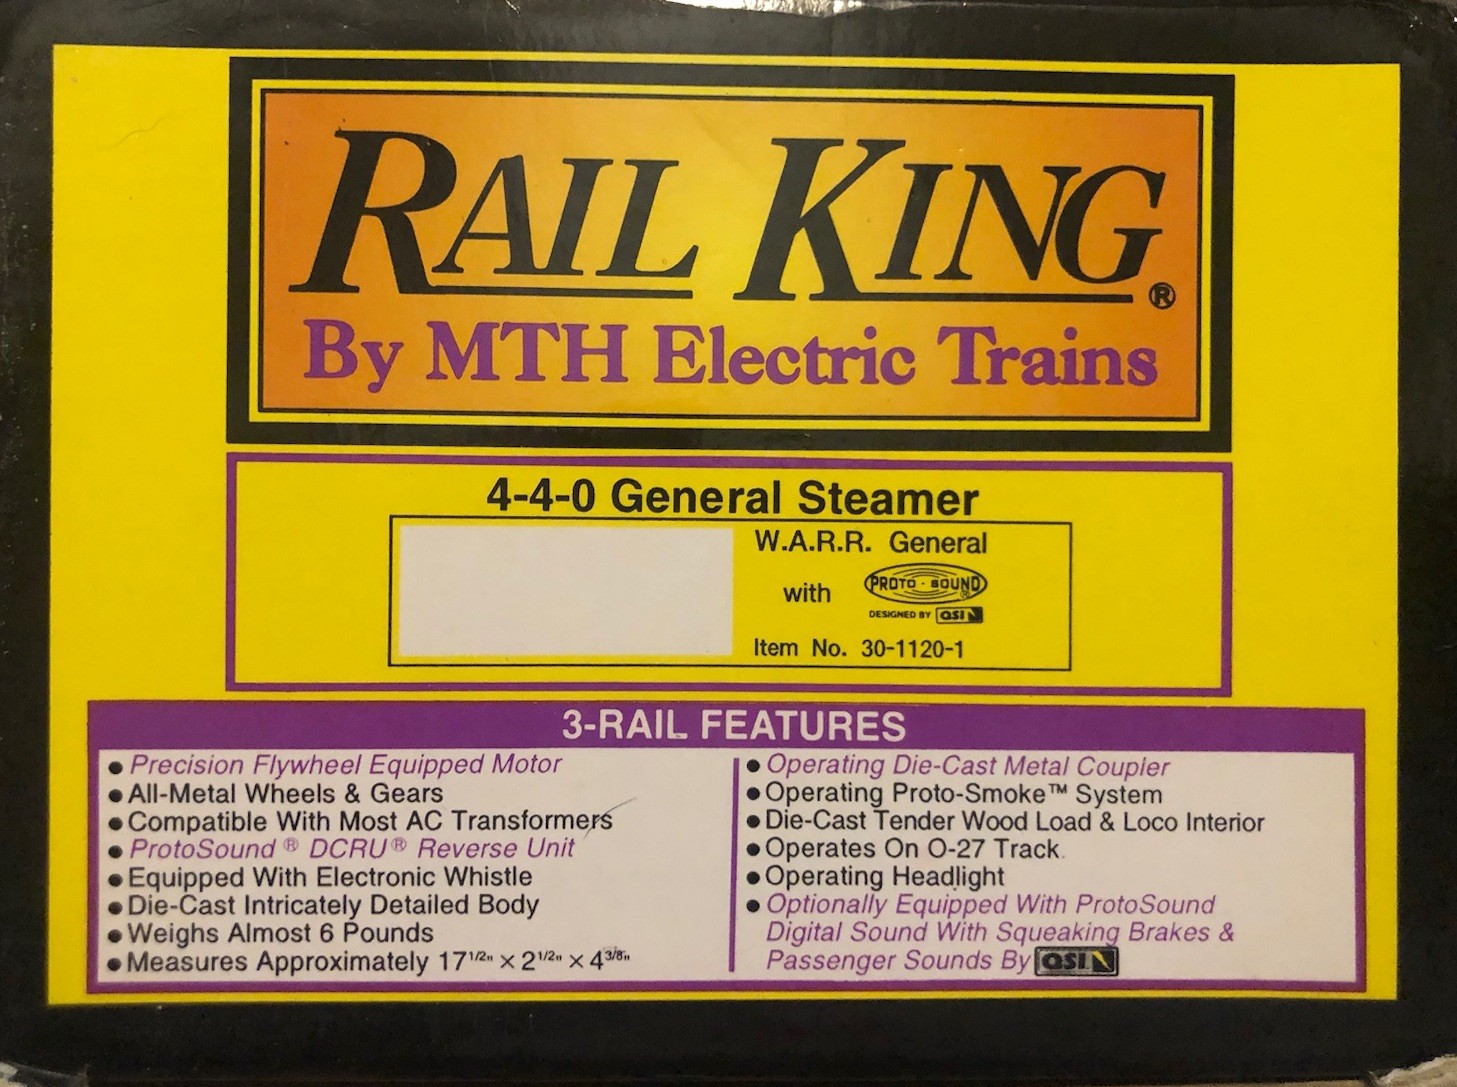 RAIL KING®
By MTH Electric Trains
4-4-0 General Steamer
W.A.R.R. General
with PROTO-SOUND®
DESIGNED BY QSI
Item No. 30-1120-1
3-RAIL FEATURES
• Precision Flywheel Equipped Motor
• All-Metal Wheels & Gears
• Compatible With Most AC Transformers
• ProtoSound® DCRU® Reverse Unit
• Equipped With Electronic Whistle
• Die-Cast Intricately Detailed Body
• Weighs Almost 6 Pounds
• Measures Approximately 17 1/2" x 2 1/2" x 4 3/8"
• Operating Die-Cast Metal Coupler
• Operating Proto-Smoke™ System
• Die-Cast Tender Wood Load & Loco Interior
• Operates On O-27 Track
• Operating Headlight
• Optionally Equipped With ProtoSound
Digital Sound With Squeaking Brakes &
Passenger Sounds By QSI